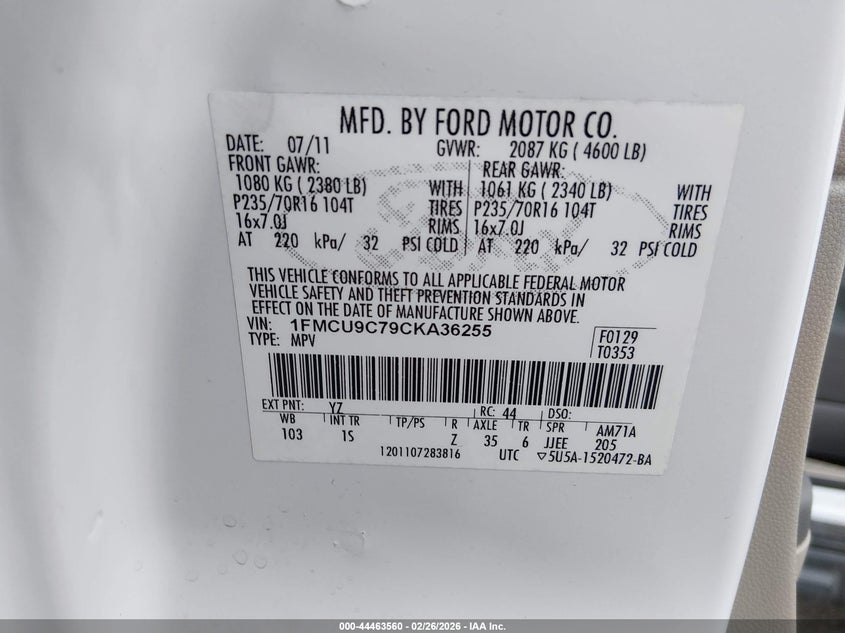 MFD. BY FORD MOTOR CO.
DATE: 07/11 GVWR: 2087 KG ( 4600 LB)
FRONT GAWR: REAR GAWR:
1080 KG ( 2380 LB) WITH 1061 KG ( 2340 LB) WITH
P235/70R16 104T TIRES P235/70R16 104T TIRES
16x7.0J RIMS 16x7.0J RIMS
AT 220 kPa/ 32 PSI COLD AT 220 kPa/ 32 PSI COLD
THIS VEHICLE CONFORMS TO ALL APPLICABLE FEDERAL MOTOR
VEHICLE SAFETY AND THEFT PREVENTION STANDARDS IN
EFFECT ON THE DATE OF MANUFACTURE SHOWN ABOVE.
VIN: 1FMCU9C79CKA36255 F0129
TYPE: MPV T0353
EXT PNT: YZ RC: 44 DSO:
WB INT TR TP/PS R AXLE TR SPR AM71A
103 1S Z 35 6 JJEE 205
1201107283816 UTC ▽5U5A-1520472-BA
000-44463560 - 02/26/2026 - IAA Inc.